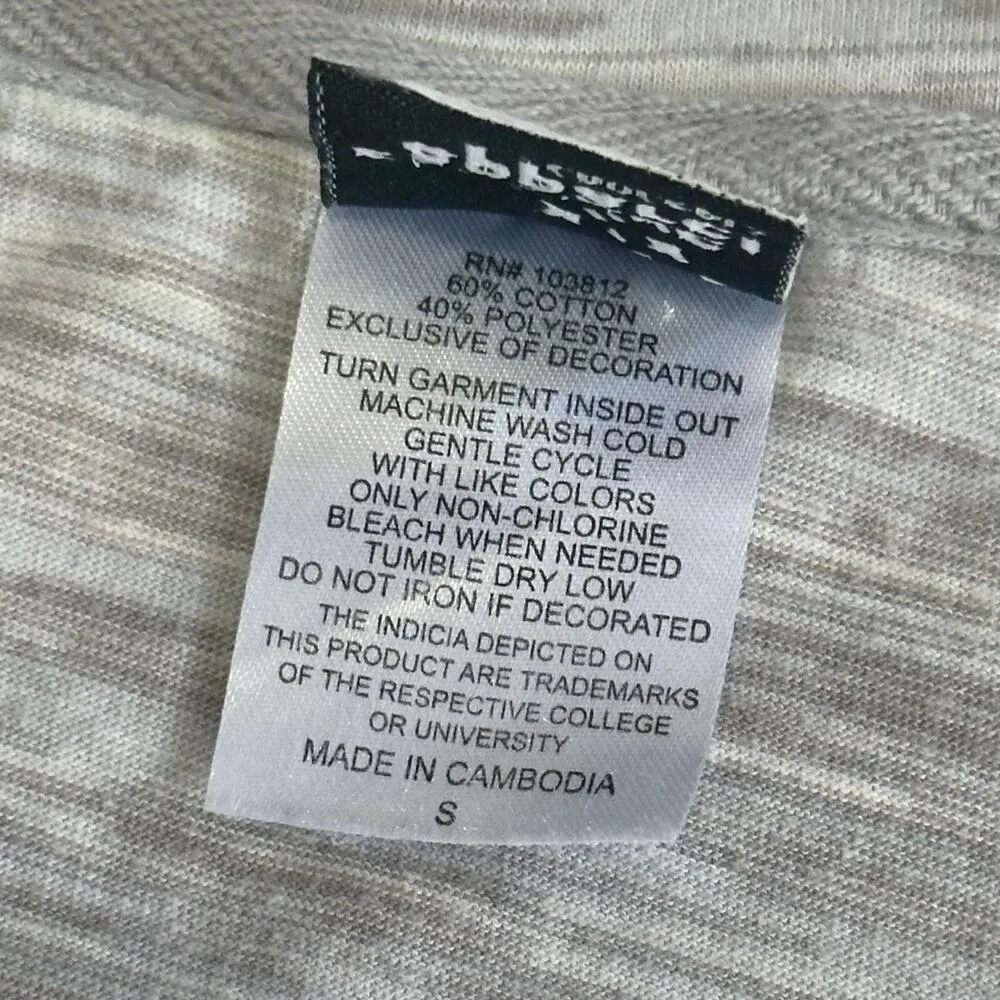 RN# 103812
60% COTTON
40% POLYESTER
EXCLUSIVE OF DECORATION
TURN GARMENT INSIDE OUT
MACHINE WASH COLD
GENTLE CYCLE
WITH LIKE COLORS
ONLY NON-CHLORINE
BLEACH WHEN NEEDED
TUMBLE DRY LOW
DO NOT IRON IF DECORATED
THE INDICIA DEPICTED ON
THIS PRODUCT ARE TRADEMARKS
OF THE RESPECTIVE COLLEGE
OR UNIVERSITY
MADE IN CAMBODIA
S